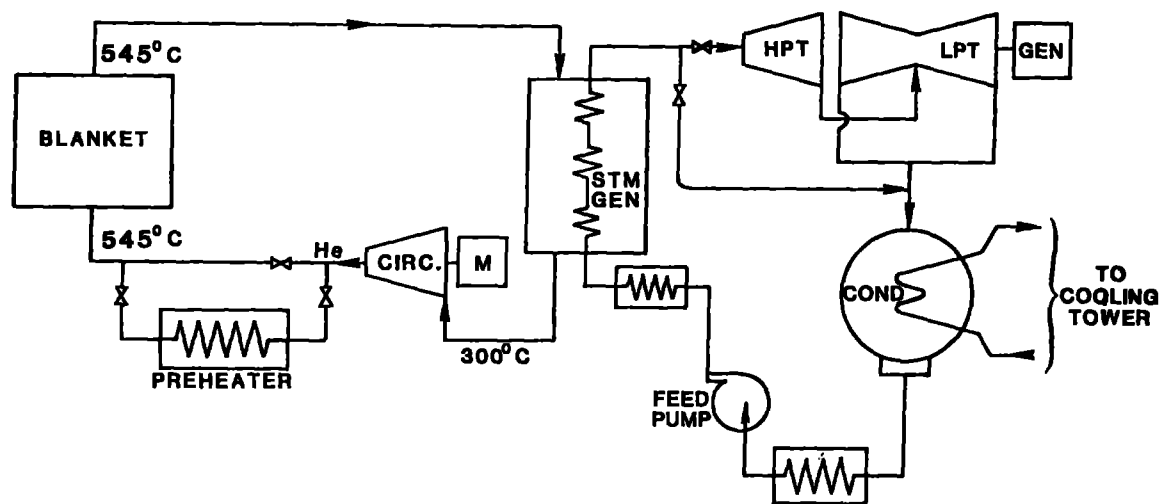 545°C
BLANKET
545°C
He
CIRC.
M
PREHEATER
300°C
STM
GEN
HPT
LPT
GEN
COND
TO
COOLING
TOWER
FEED
PUMP